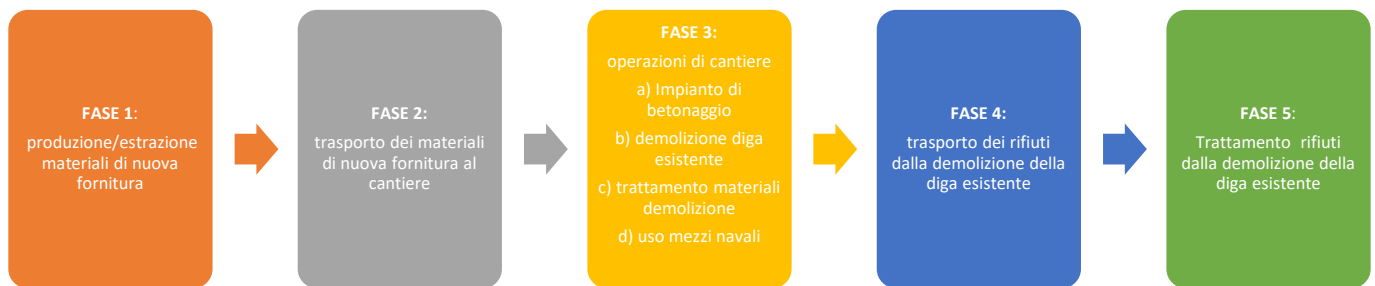 FASE 1:
produzione/estrazione
materiali di nuova
fornitura
FASE 2:
trasporto dei materiali
di nuova fornitura al
cantiere
FASE 3:
operazioni di cantiere
a) Impianto di
betonaggio
b) demolizione diga
esistente
c) trattamento materiali
demolizione
d) uso mezzi navali
FASE 4:
trasporto dei rifiuti
dalla demolizione della
diga esistente
FASE 5:
Trattamento rifiuti
dalla demolizione della
diga esistente